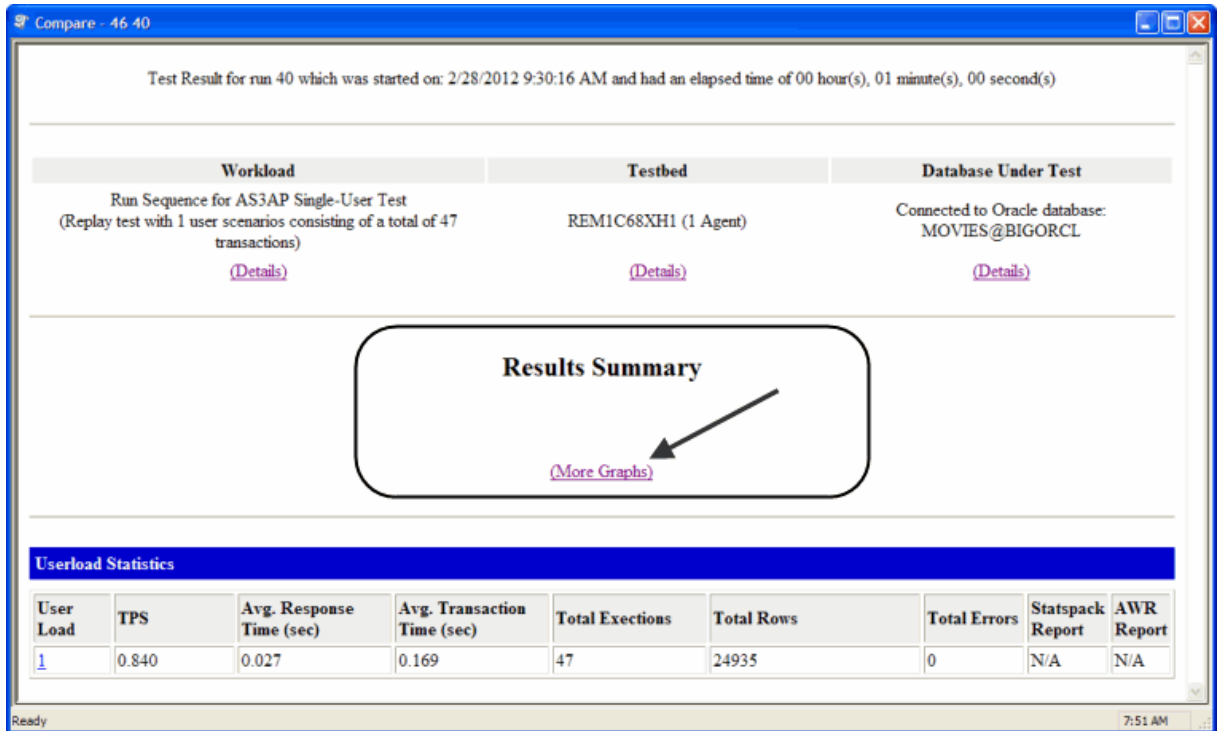 Compare - 46 40
Test Result for run 40 which was started on: 2/28/2012 9:30:16 AM and had an elapsed time of 00 hour(s), 01 minute(s), 00 second(s)
Workload Testbed Database Under Test
Run Sequence for AS3AP Single-User Test
(Replay test with 1 user scenarios consisting of a total of 47
transactions)
REM1C68XH1 (1 Agent)
Connected to Oracle database:
MOVIES@BIGORCL
(Details) (Details) (Details)
Results Summary
(More Graphs)
Userload Statistics
User
Load
TPS
Avg. Response
Time (sec)
Avg. Transaction
Time (sec)
Total Exections
Total Rows
Total Errors
Statspack
Report
AWR
Report
1 0.840 0.027 0.169 47 24935 0 N/A N/A
Ready 7:51 AM